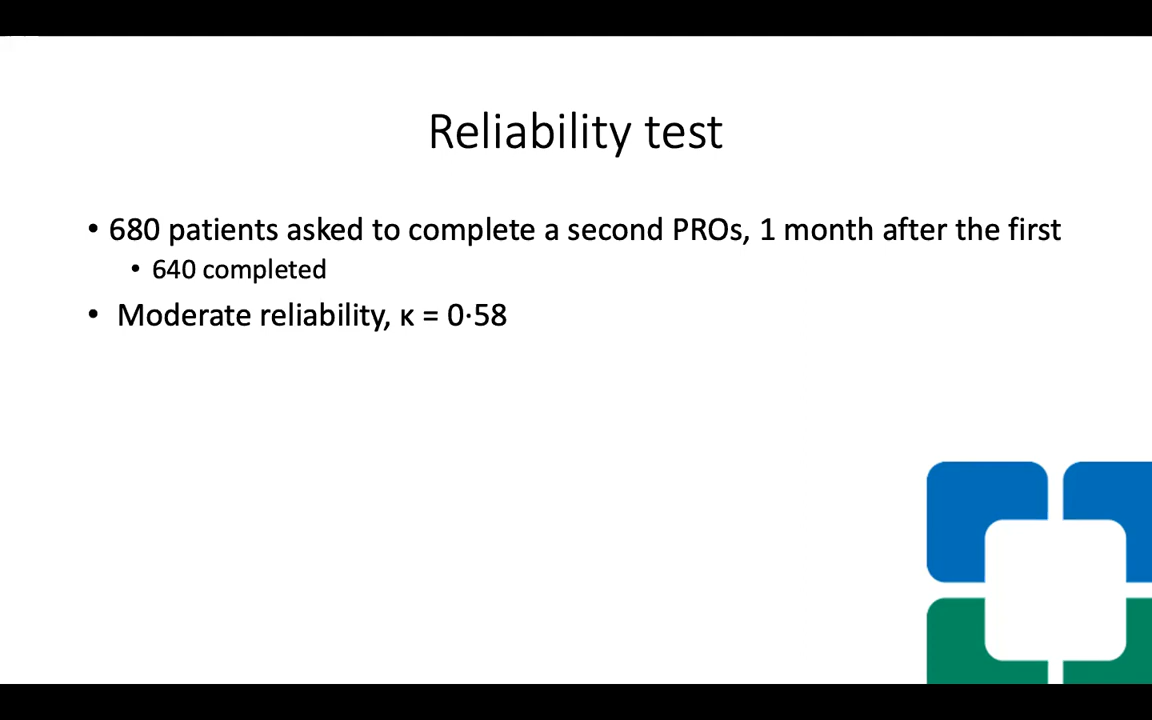 Reliability test
• 680 patients asked to complete a second PROs, 1 month after the first
• 640 completed
• Moderate reliability, κ = 0·58